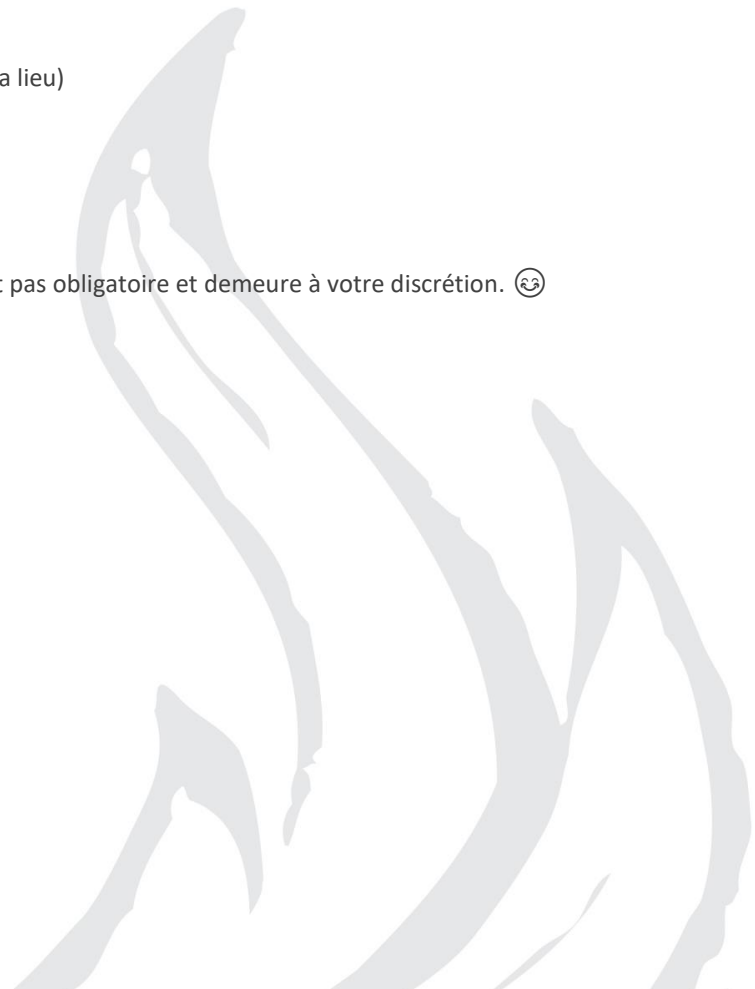 a lieu)
t pas obligatoire et demeure à votre discrétion. 😊